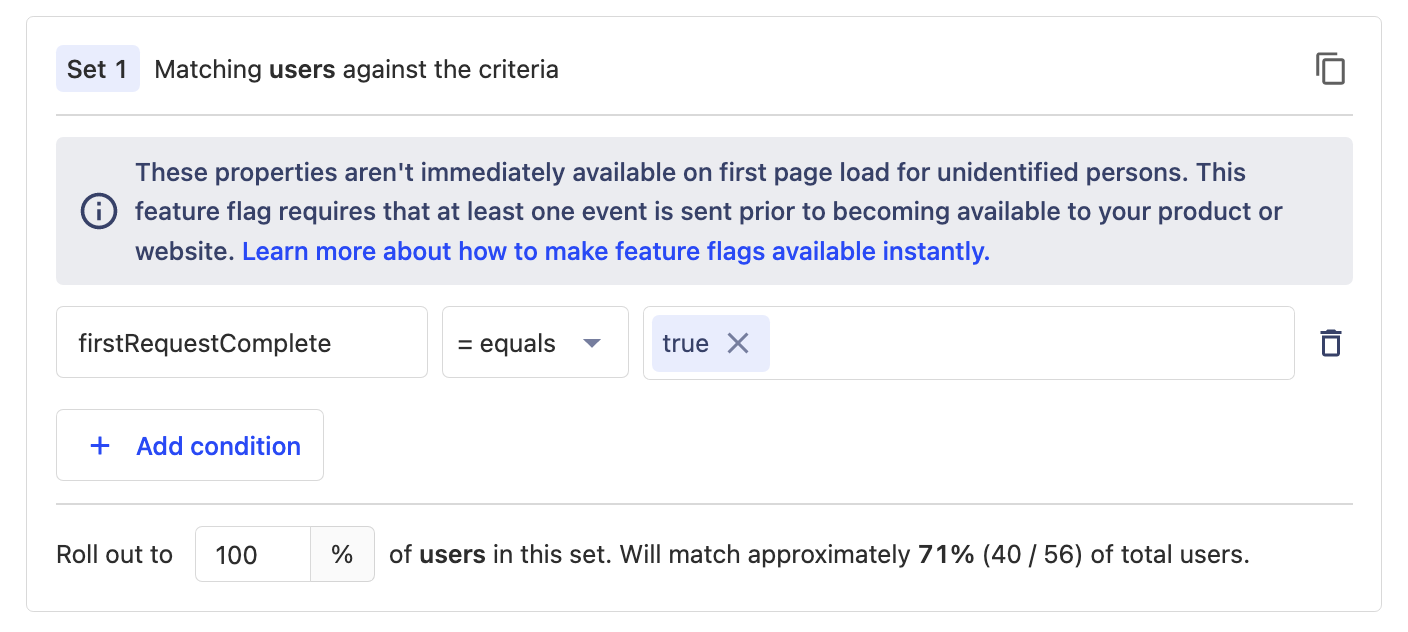 Set 1 Matching users against the criteria
These properties aren't immediately available on first page load for unidentified persons. This
feature flag requires that at least one event is sent prior to becoming available to your product or
website. Learn more about how to make feature flags available instantly.
firstRequestComplete = equals true
+ Add condition
Roll out to 100 % of users in this set. Will match approximately 71% (40 / 56) of total users.